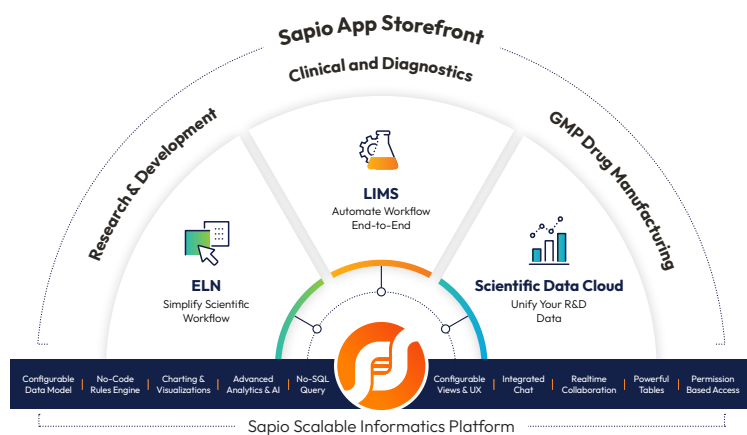 Sapio App Storefront
Clinical and Diagnostics
Research & Development
GMP Drug Manufacturing
LIMS
Automate Workflow
End-to-End
ELN
Simplify Scientific
Workflow
Scientific Data Cloud
Unify Your R&D
Data
Configurable
Data Model
No-Code
Rules Engine
Charting &
Visualizations
Advanced
Analytics & AI
No-SQL
Query
Configurable
Views & UX
Integrated
Chat
Realtime
Collaboration
Powerful
Tables
Permission
Based Access
Sapio Scalable Informatics Platform